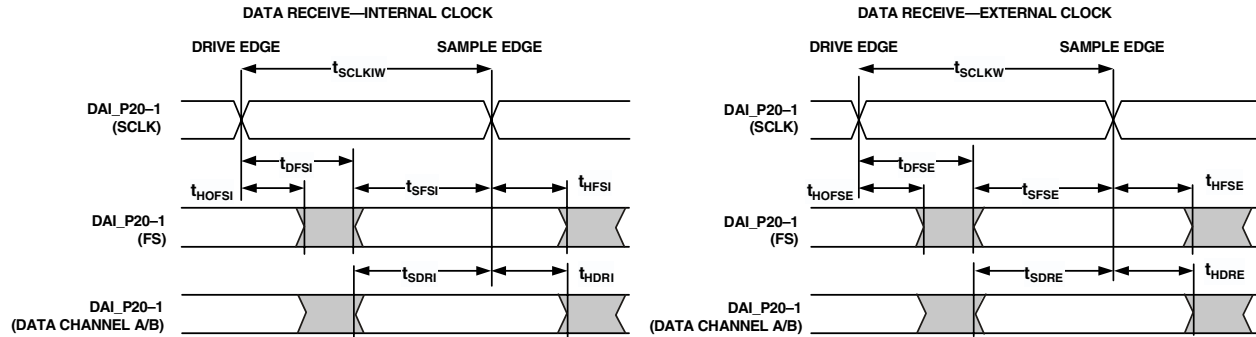 DATA RECEIVE—INTERNAL CLOCK
DRIVE EDGE
SAMPLE EDGE
tSCLKIW
DAI_P20–1
(SCLK)
tDFSI
tHOFSI
tSFSI
tHFSI
DAI_P20–1
(FS)
tSDRI
tHDRI
DAI_P20–1
(DATA CHANNEL A/B)
DATA RECEIVE—EXTERNAL CLOCK
DRIVE EDGE
SAMPLE EDGE
tSCLKW
DAI_P20–1
(SCLK)
tDFSE
tHOFSE
tSFSE
tHFSE
DAI_P20–1
(FS)
tSDRE
tHDRE
DAI_P20–1
(DATA CHANNEL A/B)